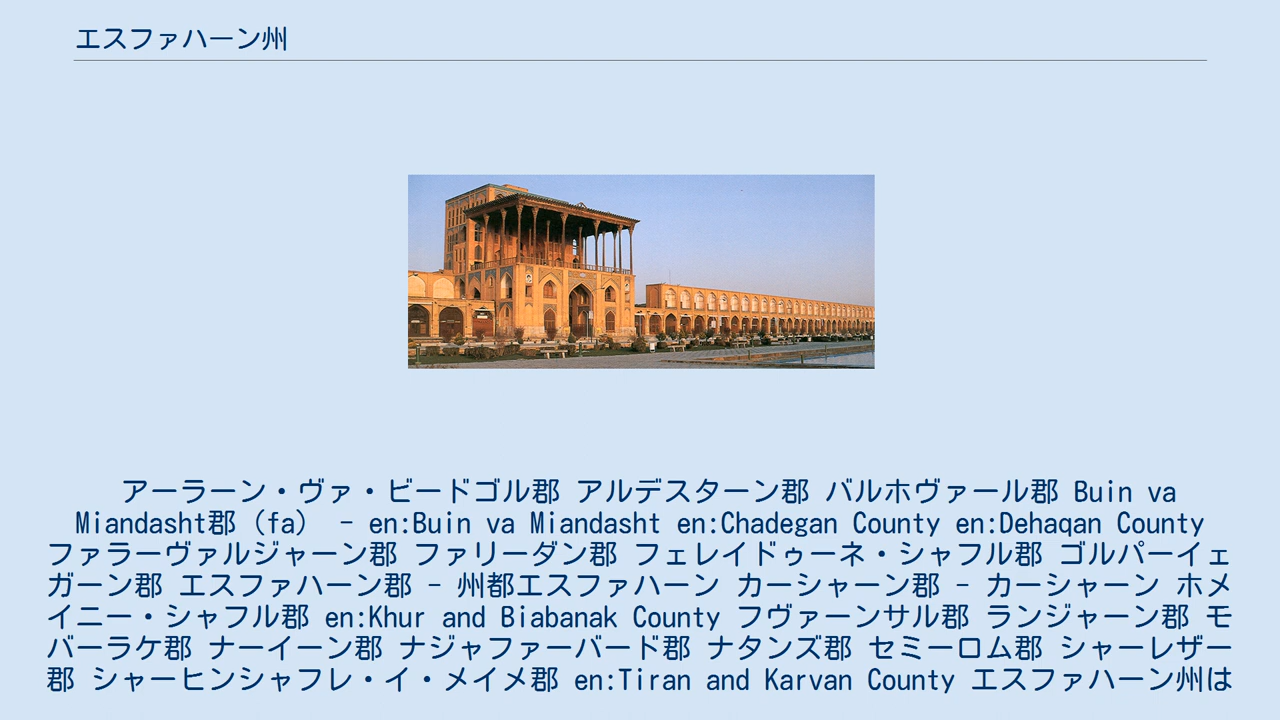 エスファハーン州
アーラーン・ヴァ・ビードゴル郡 アルデスターン郡 バルホヴァール郡 Buin va
Miandasht郡（fa） - en:Buin va Miandasht en:Chadegan County en:Dehaqan County
ファラーヴァルジャーン郡 ファリーダン郡 フェレイドゥーネ・シャフル郡 ゴルパーイェ
ガーン郡 エスファハーン郡 - 州都エスファハーン カーシャーン郡 - カーシャーン ホメ
イニー・シャフル郡 en:Khur and Biabanak County フヴァーンサル郡 ランジャーン郡 モ
バーラケ郡 ナーイーン郡 ナジャファーバード郡 ナタンズ郡 セミーロム郡 シャーレザー
郡 シャーヒンシャフレ・イ・メイメ郡 en:Tiran and Karvan County エスファハーン州は